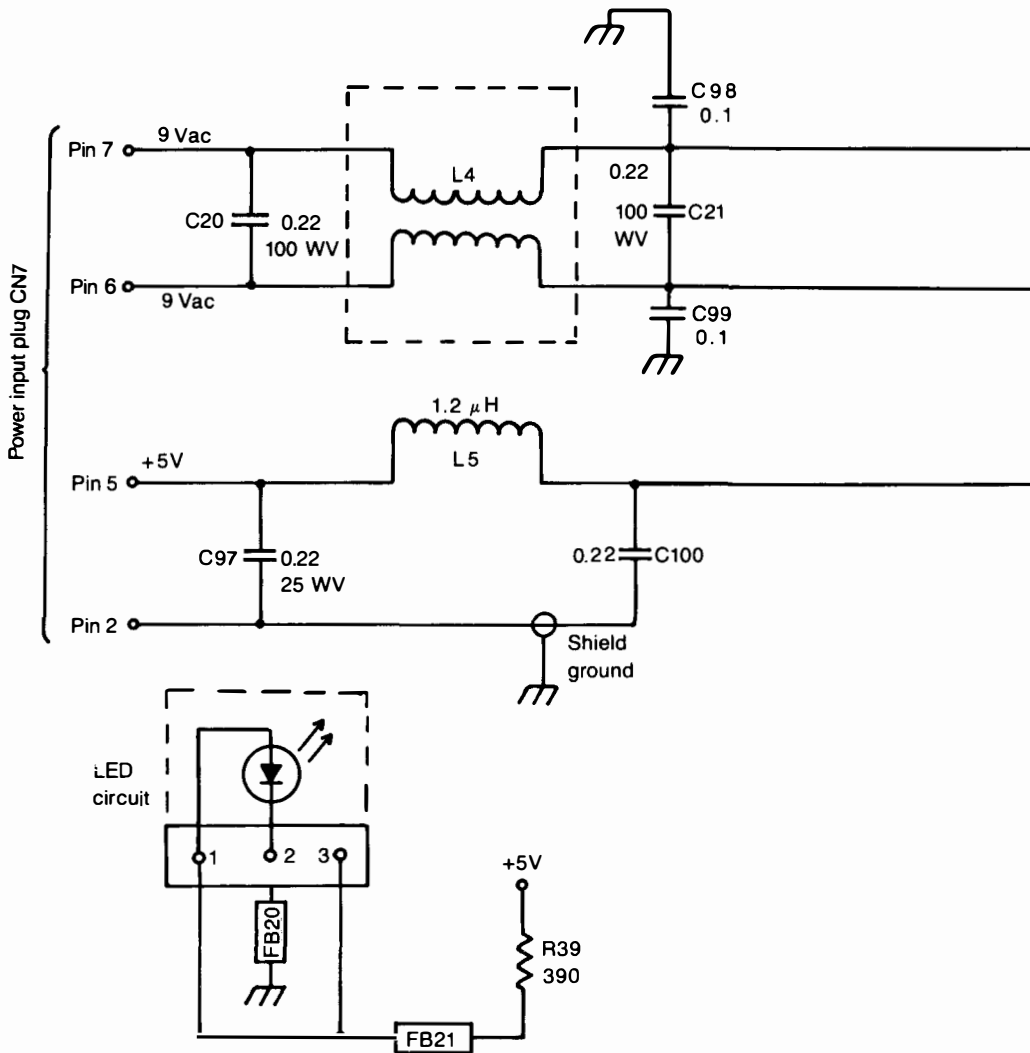 Power input plug CN7
C98
0.1
Pin 7
9 Vac
L4
0.22
100
WV
C21
C20
0.22
100 WV
Pin 6
9 Vac
C99
0.1
1.2 μH
L5
Pin 5
+5V
C97
0.22
25 WV
0.22
C100
Pin 2
Shield
ground
LED
circuit
1
2
3
+5V
FB20
R39
390
FB21